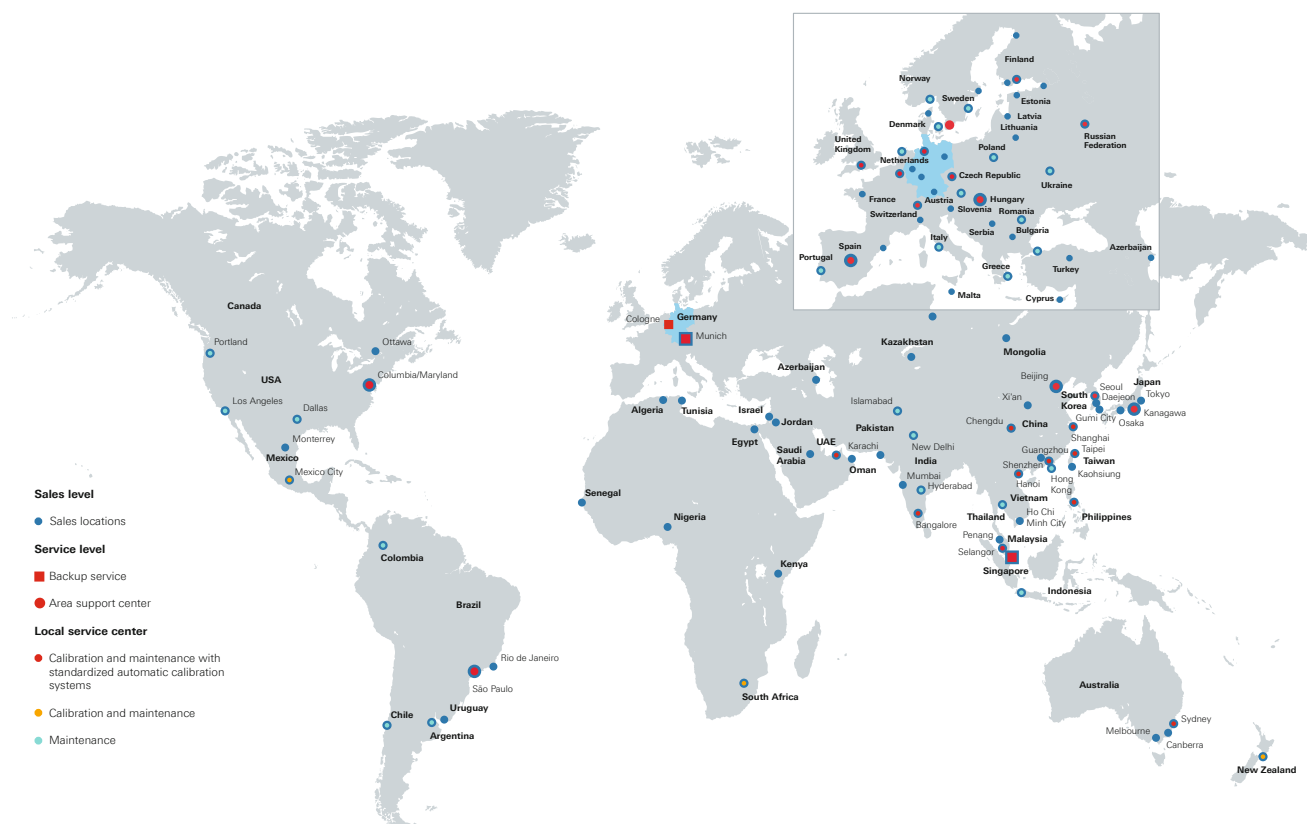 Finland
Norway
Sweden
Estonia
Latvia
Denmark
Lithuania
Russian
Federation
United
Kingdom
Poland
Netherlands
Czech Republic
Ukraine
France
Austria
Hungary
Switzerland
Slovenia
Romania
Serbia
Bulgaria
Italy
Spain
Azerbaijan
Portugal
Greece
Turkey
Malta
Cyprus
Canada
Portland
Ottawa
USA
Columbia/Maryland
Los Angeles
Dallas
Monterrey
Mexico
Mexico City
Cologne
Germany
Munich
Kazakhstan
Mongolia
Azerbaijan
Beijing
Seoul
Japan
Xi'an
South
Korea
Daejeon
Tokyo
Kanagawa
Gumi City
Osaka
Algeria
Tunisia
Israel
Jordan
Egypt
Islamabad
Pakistan
New Delhi
Chengdu
China
Shanghai
Saudi
Arabia
UAE
Karachi
Oman
India
Guangzhou
Taipei
Taiwan
Shenzhen
Kaohsiung
Hanoi
Hong
Kong
Mumbai
Hyderabad
Senegal
Nigeria
Vietnam
Thailand
Ho Chi
Minh City
Philippines
Bangalore
Penang
Malaysia
Selangor
Singapore
Kenya
Indonesia
Colombia
Brazil
Rio de Janeiro
São Paulo
Chile
Uruguay
Argentina
South Africa
Australia
Sydney
Melbourne
Canberra
New Zealand
Sales level
Sales locations
Service level
Backup service
Area support center
Local service center
Calibration and maintenance with
standardized automatic calibration
systems
Calibration and maintenance
Maintenance